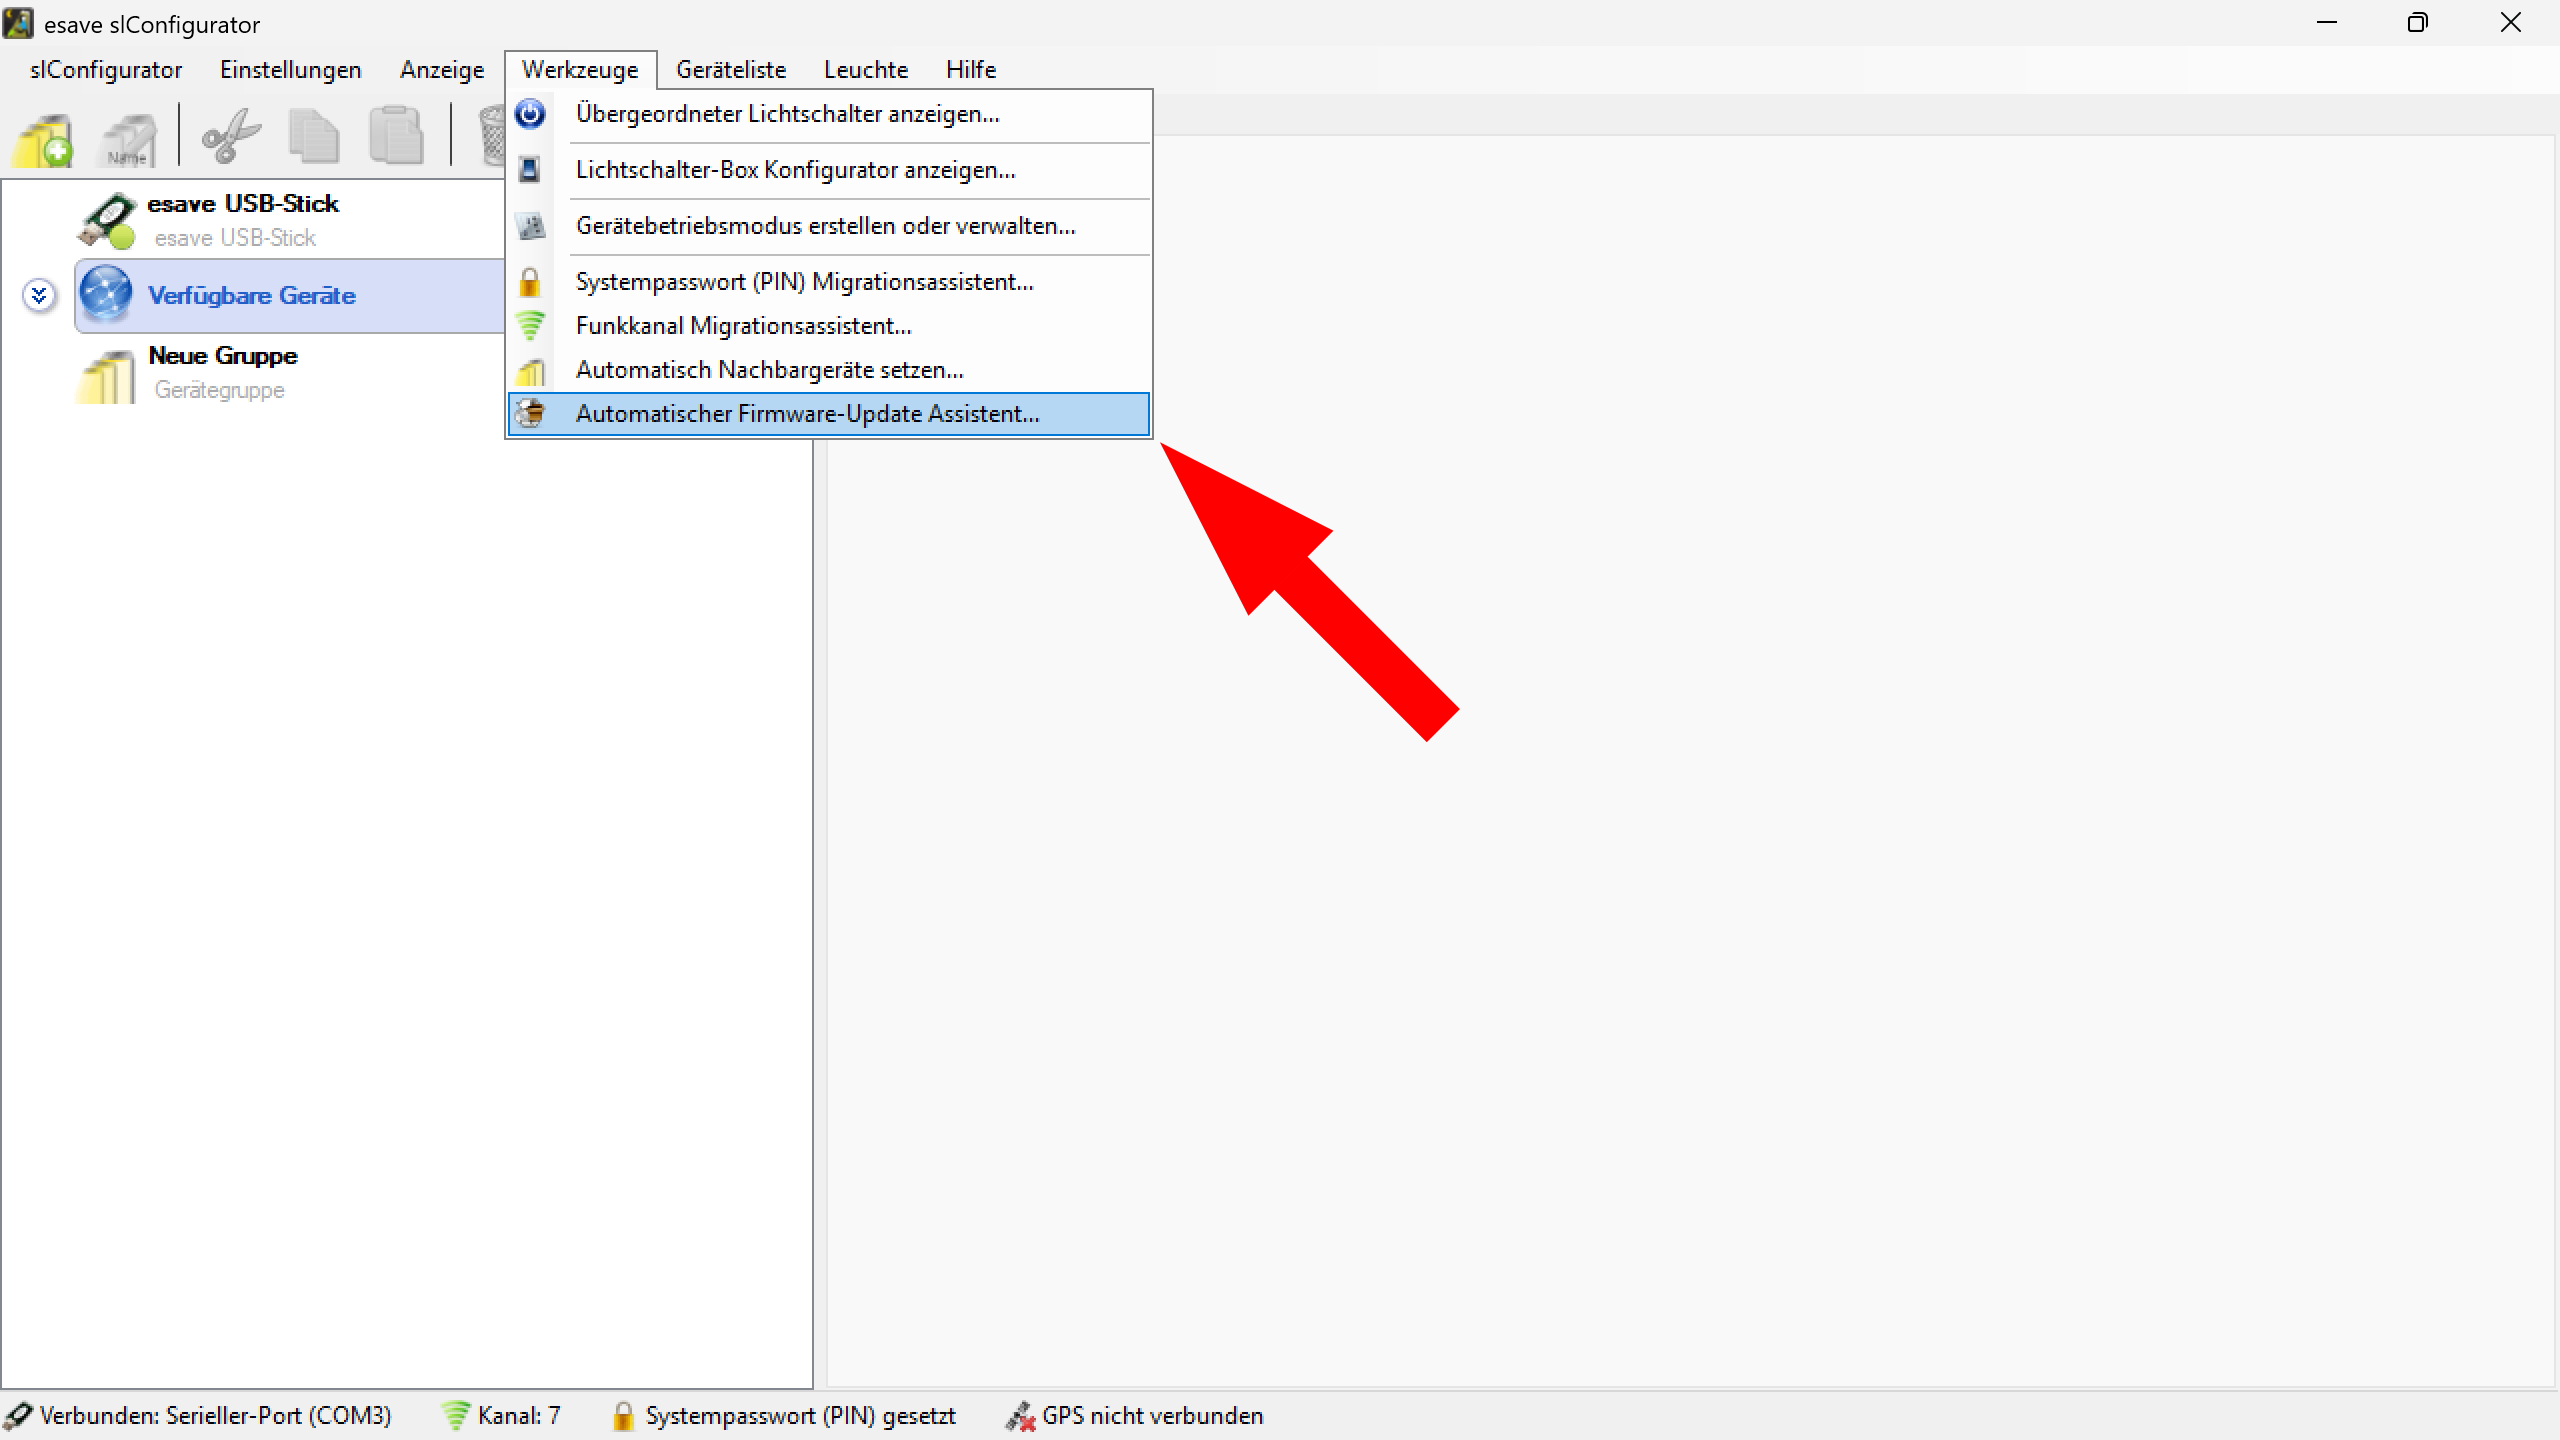 esave slConfigurator
slConfigurator Einstellungen Anzeige Werkzeuge Geräteliste Leuchte Hilfe
Name
Übergeordneter Lichtschalter anzeigen...
Lichtschalter-Box Konfigurator anzeigen...
Gerätebetriebsmodus erstellen oder verwalten...
Systempasswort (PIN) Migrationsassistent...
Funkkanal Migrationsassistent...
Automatisch Nachbargeräte setzen...
Automatischer Firmware-Update Assistent...
esave USB-Stick
esave USB-Stick
Verfügbare Geräte
Neue Gruppe
Gerätegruppe
Verbunden: Serieller-Port (COM3) Kanal: 7 Systempasswort (PIN) gesetzt GPS nicht verbunden